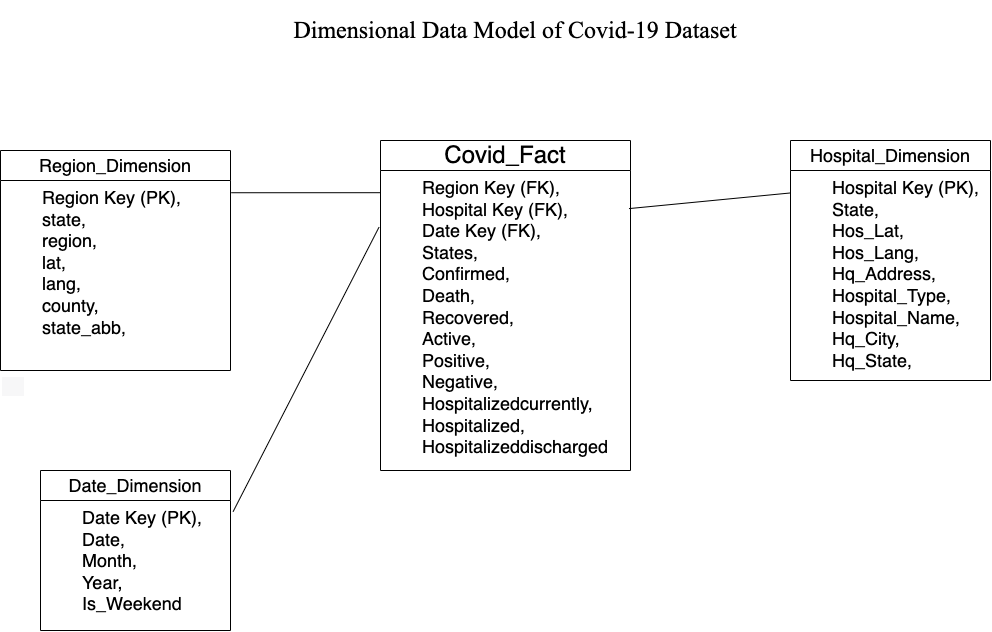 Dimensional Data Model of Covid-19 Dataset
Region_Dimension
Region Key (PK),
state,
region,
lat,
lang,
county,
state_abb,
Covid_Fact
Region Key (FK),
Hospital Key (FK),
Date Key (FK),
States,
Confirmed,
Death,
Recovered,
Active,
Positive,
Negative,
Hospitalizedcurrently,
Hospitalized,
Hospitalizeddischarged
Hospital_Dimension
Hospital Key (PK),
State,
Hos_Lat,
Hos_Lang,
Hq_Address,
Hospital_Type,
Hospital_Name,
Hq_City,
Hq_State,
Date_Dimension
Date Key (PK),
Date,
Month,
Year,
Is_Weekend